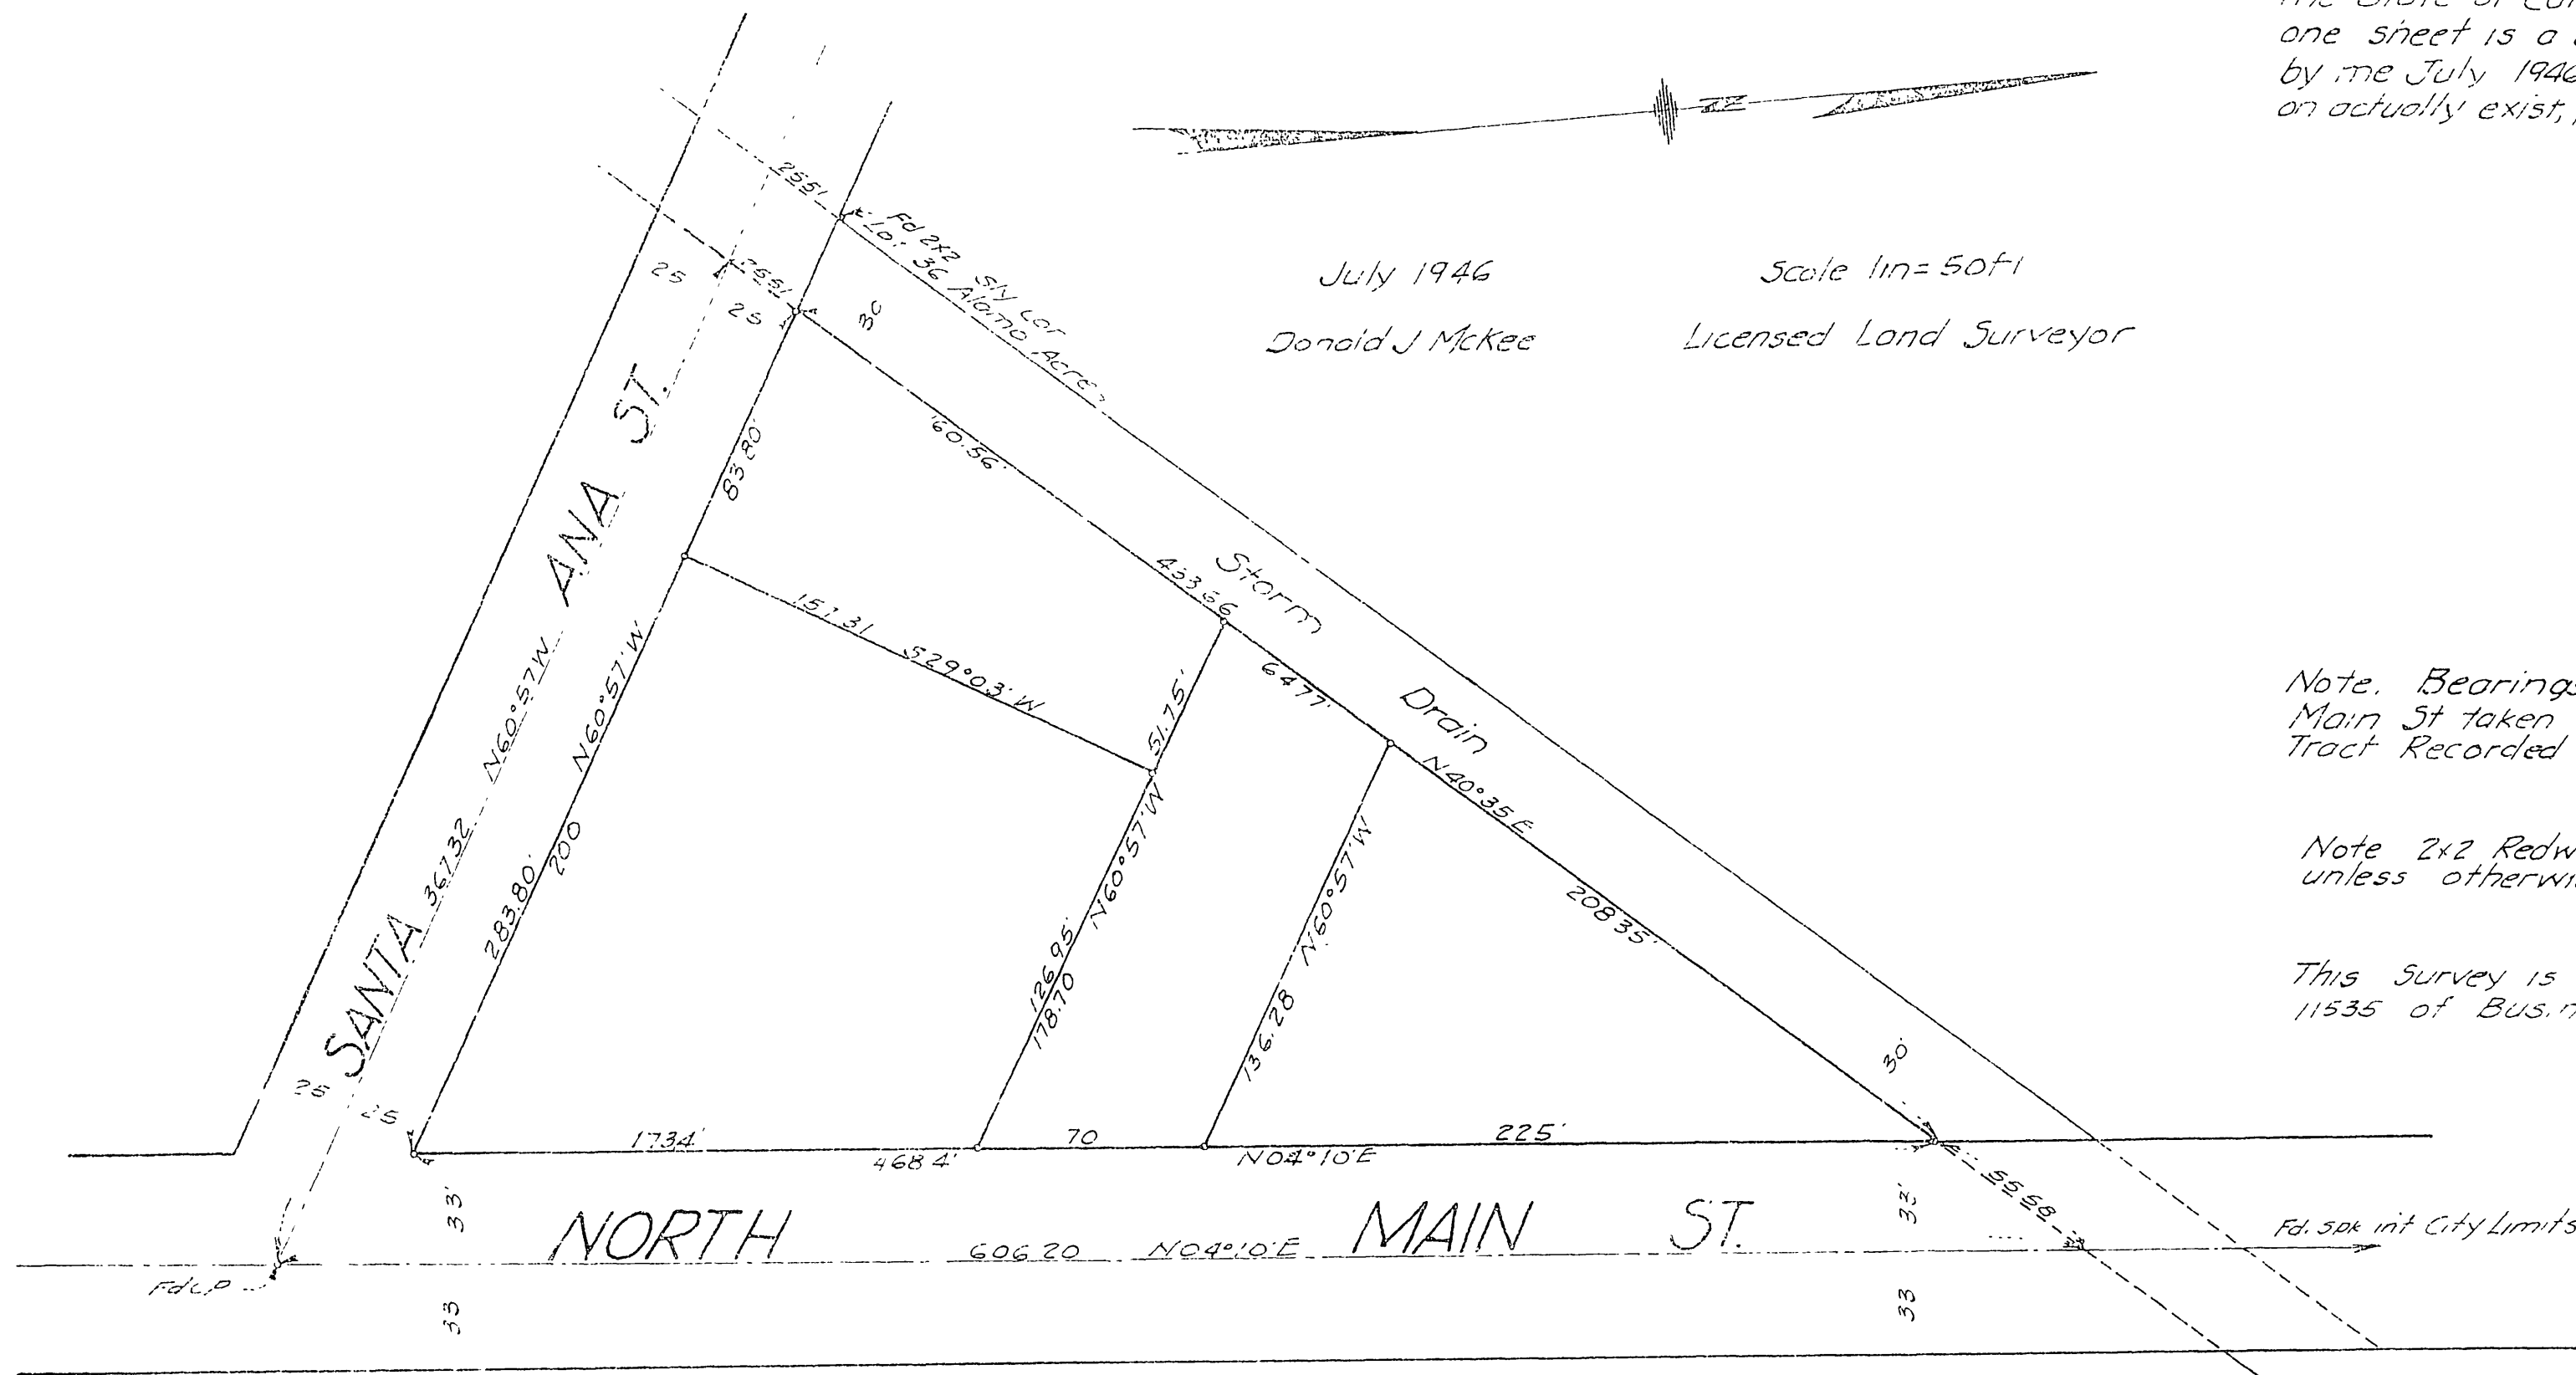 one sheet is a
by me July 1946
on actually exist,
July 1946
Scale 1in=50ft
Donald J McKee
Licensed Land Surveyor
Note. Bearings
Main St taken
Tract Recorded
Note 2x2 Redw
unless otherwi
This Survey is
11535 of Bus.n
N
25.51'
Fd 2x2 Sly Cor
Lot 36 Alamo Acres
25
25.51'
25
30
83.80'
160.56'
433.66
Storm
Drain
64.77'
N40°35'E
208.35'
SANTA ANA ST.
367.32 N60°57'W
N60°57'W
283.80'
200
157.31
S29°03'W
51.75'
N60°57'W
126.95'
178.70
N60°57'W
136.28
30'
25
25
173.4'
70
225'
468.4'
N04°10'E
33'
33
NORTH MAIN ST.
606.20 N04°10'E
33'
33
55.58
Fd. spk int City Limits
Fd L.P